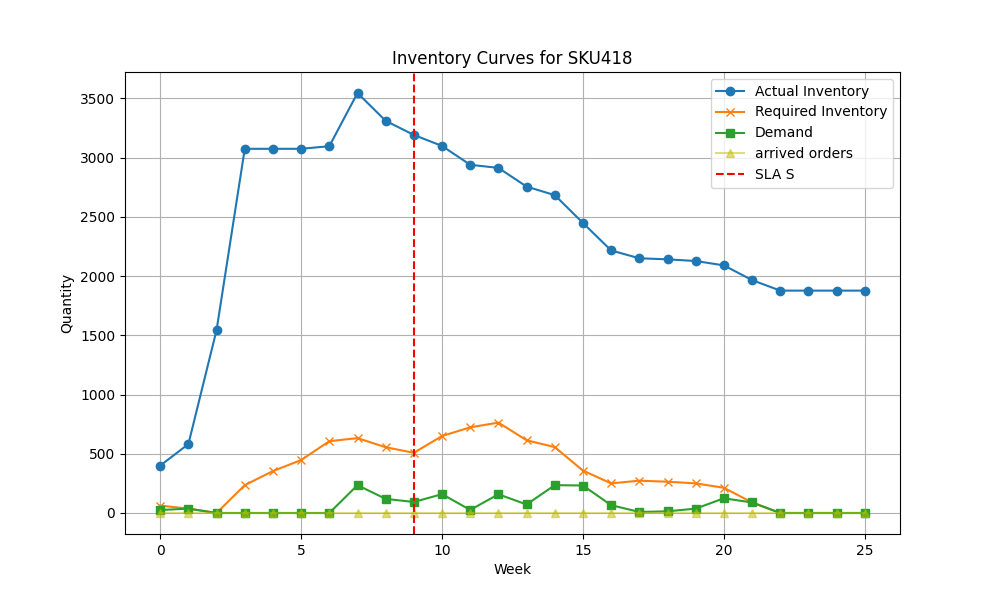 Inventory Curves for SKU418
Actual Inventory
Required Inventory
Demand
arrived orders
SLA S
Quantity
3500
3000
2500
2000
1500
1000
500
0
0 5 10 15 20 25
Week